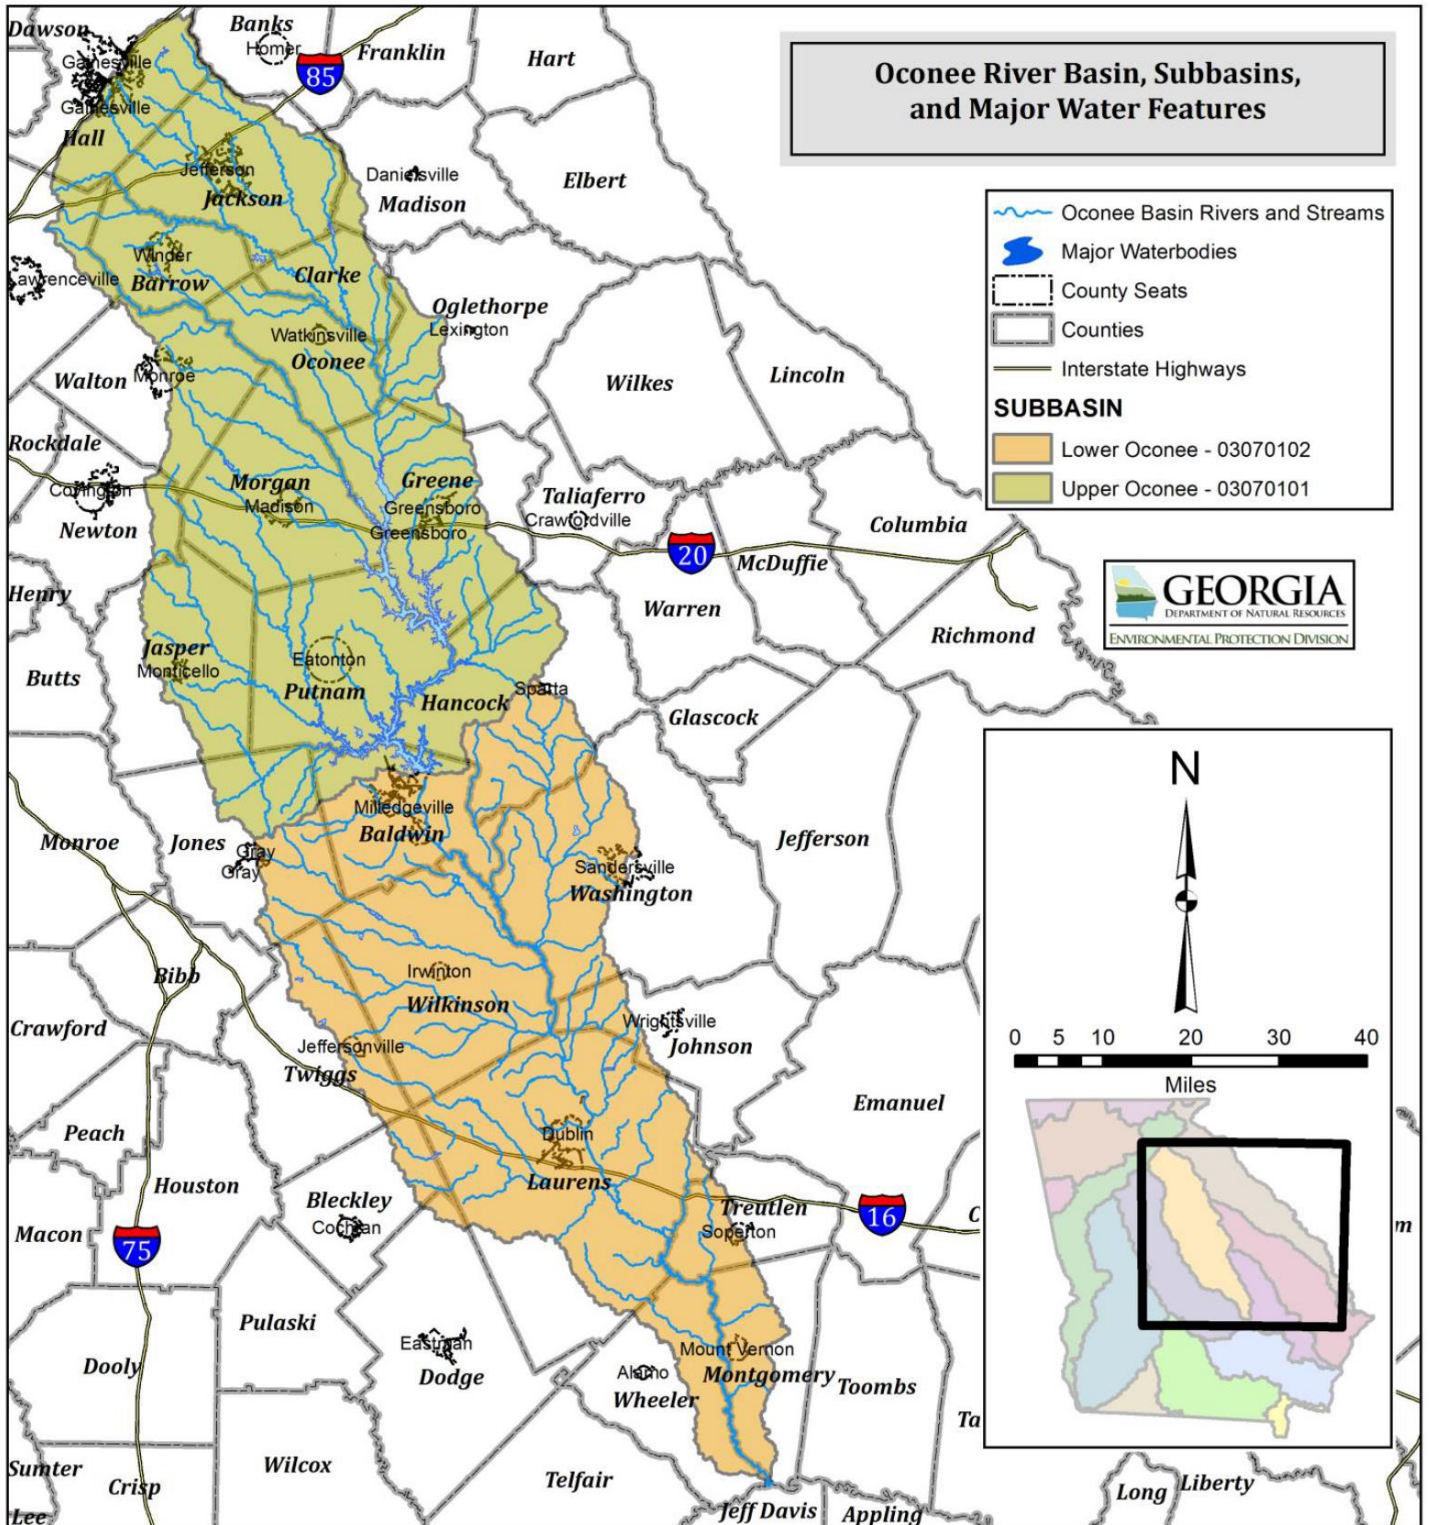 Oconee River Basin, Subbasins,
and Major Water Features
Oconee Basin Rivers and Streams
Major Waterbodies
County Seats
Counties
Interstate Highways
SUBBASIN
Lower Oconee - 03070102
Upper Oconee - 03070101
GEORGIA
DEPARTMENT OF NATURAL RESOURCES
ENVIRONMENTAL PROTECTION DIVISION
N
0 5 10 20 30 40
Miles
Dawson
Banks
Homer
Franklin
Hart
85
Gainesville
Gainesville
Hall
Jefferson
Jackson
Danielsville
Madison
Elbert
Winder
Barrow
Clarke
Lawrenceville
Oglethorpe
Lexington
Watkinsville
Oconee
Walton
Monroe
Wilkes
Lincoln
Rockdale
Covington
Newton
Morgan
Madison
Greene
Greensboro
Greensboro
Taliaferro
Crawfordville
20
Columbia
McDuffie
Henry
Warren
Richmond
Jasper
Monticello
Butts
Eatonton
Putnam
Hancock
Sparta
Glascock
Milledgeville
Baldwin
Monroe
Jones
Gray
Gray
Jefferson
Sandersville
Washington
Bibb
Irwinton
Wilkinson
Crawford
Jeffersonville
Twiggs
Wrightsville
Johnson
Emanuel
Peach
Dublin
Laurens
Houston
Bleckley
Cochran
Macon
75
Treutlen
Soperton
16
C
m
Pulaski
Eastman
Dodge
Dooly
Mount Vernon
Montgomery
Alamo
Wheeler
Toombs
Ta
Sumter
Crisp
Wilcox
Telfair
Lee
Jeff Davis
Appling
Long
Liberty